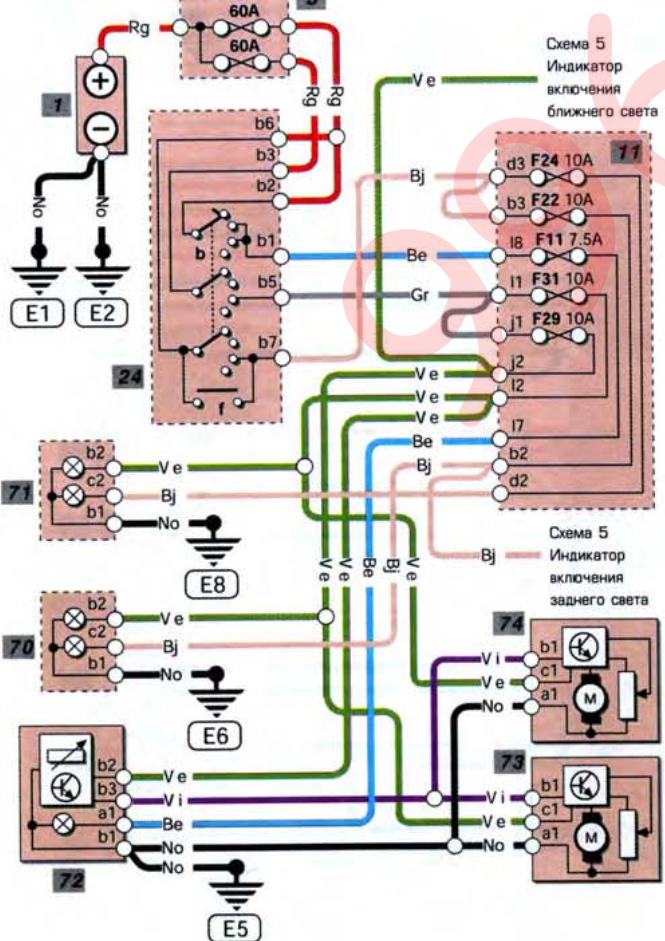 60A
60A
Rg
Rg
Rg
1
No
No
E1
E2
b6
b3
b2
b
b1
b5
b7
f
24
Ve
Схема 5
Индикатор
включения
ближнего света
11
Bj
d3 F24 10A
b3 F22 10A
Be
l8 F11 7.5A
Gr
l1 F31 10A
j1 F29 10A
j2
Ve
l2
Ve
Ve
Be
l7
Bj
b2
d2
71
b2
Ve
c2
Bj
b1
No
E8
Bj
Схема 5
Индикатор
включения
заднего света
Ve
Ve
Be
Bj
Ve
70
b2
Ve
c2
Bj
b1
No
E6
74
Vi
b1
Ve
c1
No
a1
M
73
Vi
b1
Ve
c1
No
a1
M
72
b2
Ve
b3
Vi
a1
Be
b1
No
No
E5